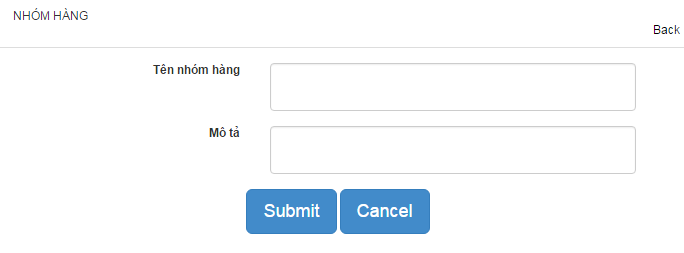 NHÓM HÀNG
Back
Tên nhóm hàng
Mô tả
Submit Cancel